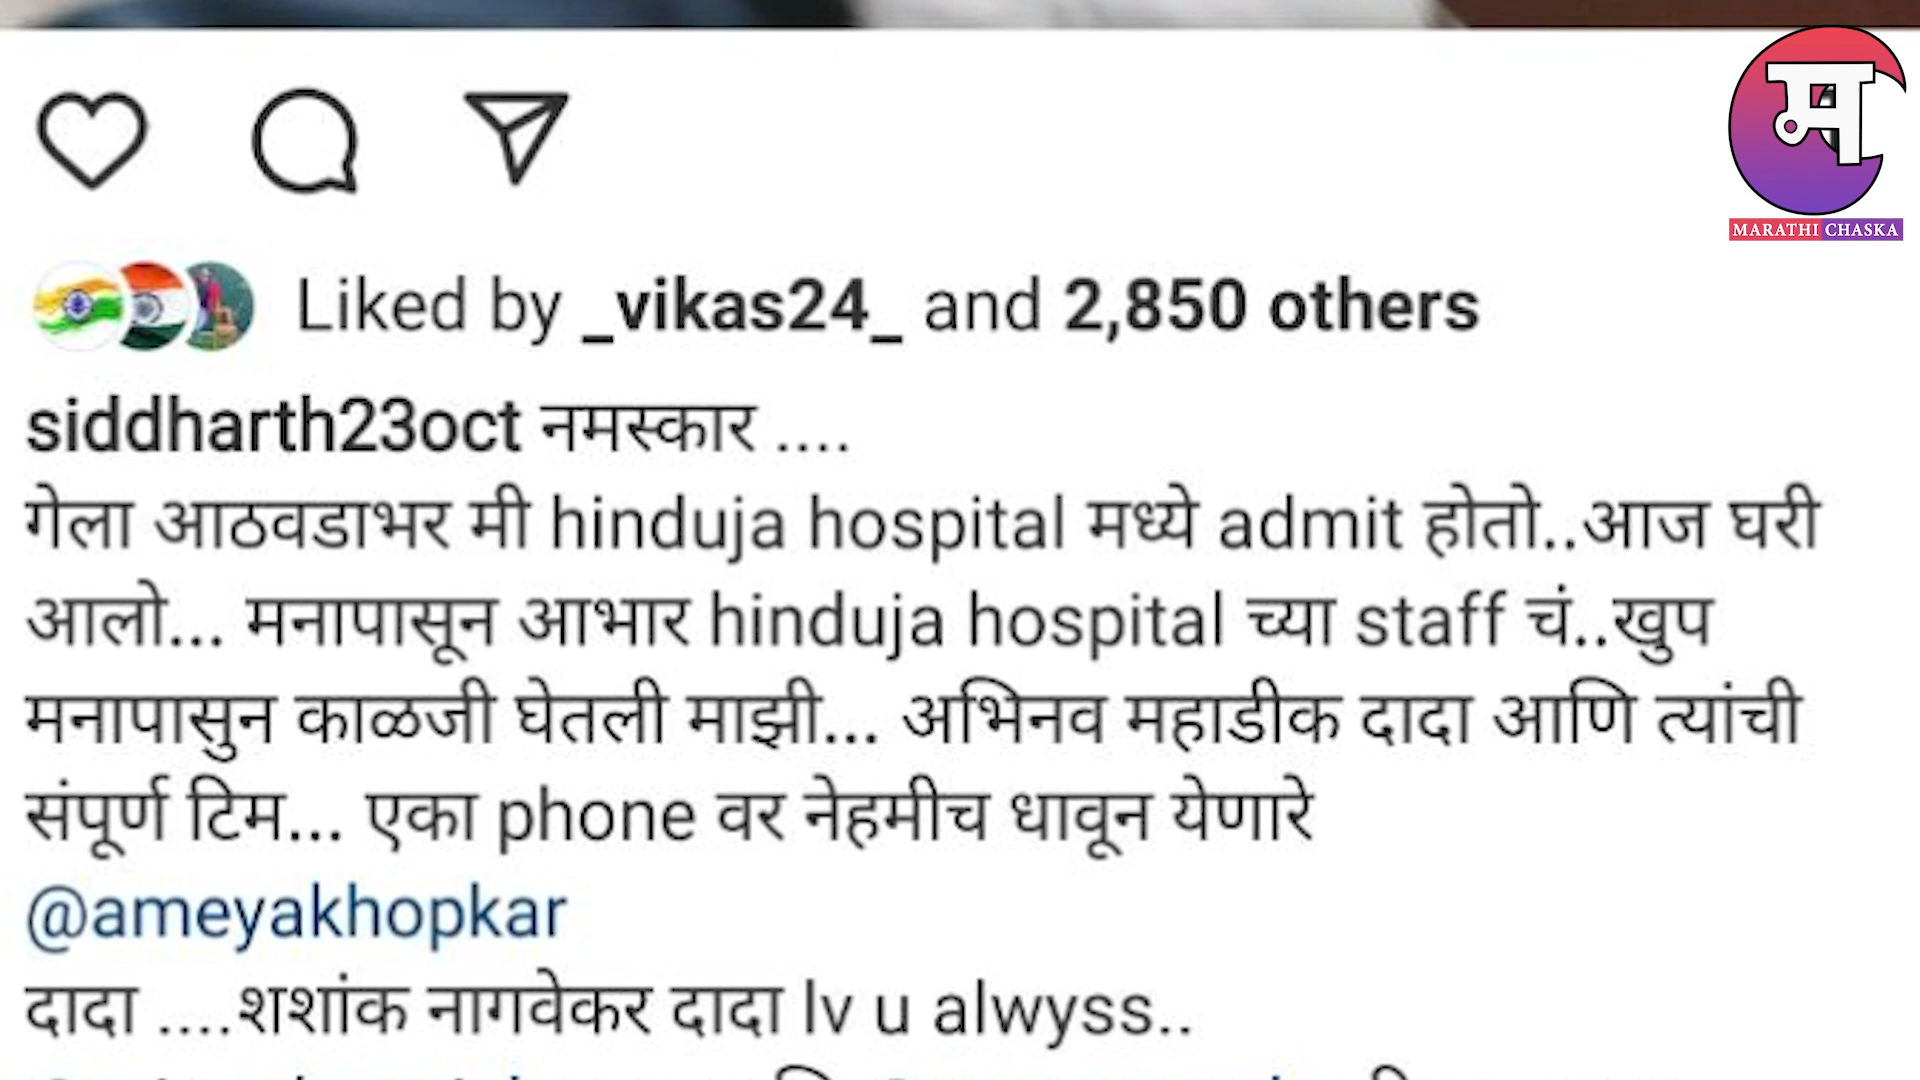 म
MARATHI CHASKA
Liked by _vikas24_ and 2,850 others
siddharth23oct नमस्कार ....
गेला आठवडाभर मी hinduja hospital मध्ये admit होतो..आज घरी
आलो... मनापासून आभार hinduja hospital च्या staff चं..खुप
मनापासुन काळजी घेतली माझी... अभिनव महाडीक दादा आणि त्यांची
संपूर्ण टिम... एका phone वर नेहमीच धावून येणारे
@ameyakhopkar
दादा ....शशांक नागवेकर दादा lv u alwyss..